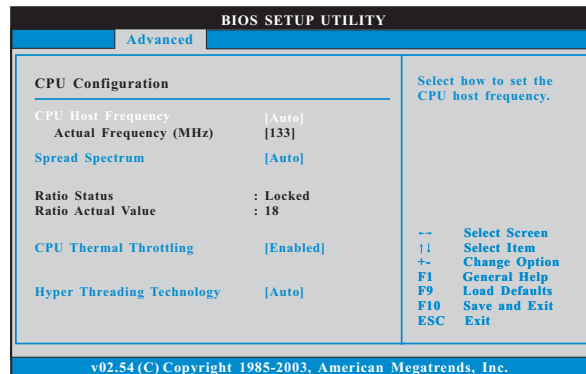 BIOS SETUP UTILITY
Advanced
CPU Configuration
CPU Host Frequency [Auto]
Actual Frequency (MHz) [133]
Spread Spectrum [Auto]
Ratio Status : Locked
Ratio Actual Value : 18
CPU Thermal Throttling [Enabled]
Hyper Threading Technology [Auto]
Select how to set the
CPU host frequency.
←→ Select Screen
↑↓ Select Item
+- Change Option
F1 General Help
F9 Load Defaults
F10 Save and Exit
ESC Exit
v02.54 (C) Copyright 1985-2003, American Megatrends, Inc.